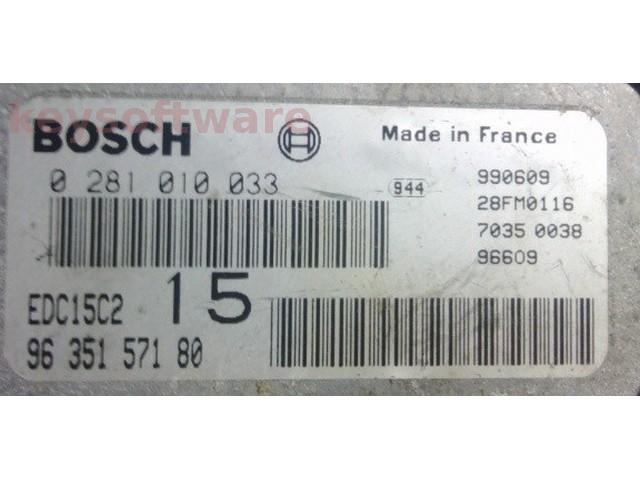 keysoftware
BOSCH
Made in France
0 281 010 033
944
990609
28FM0116
7035 0038
96609
EDC15C2
15
96 351 571 80